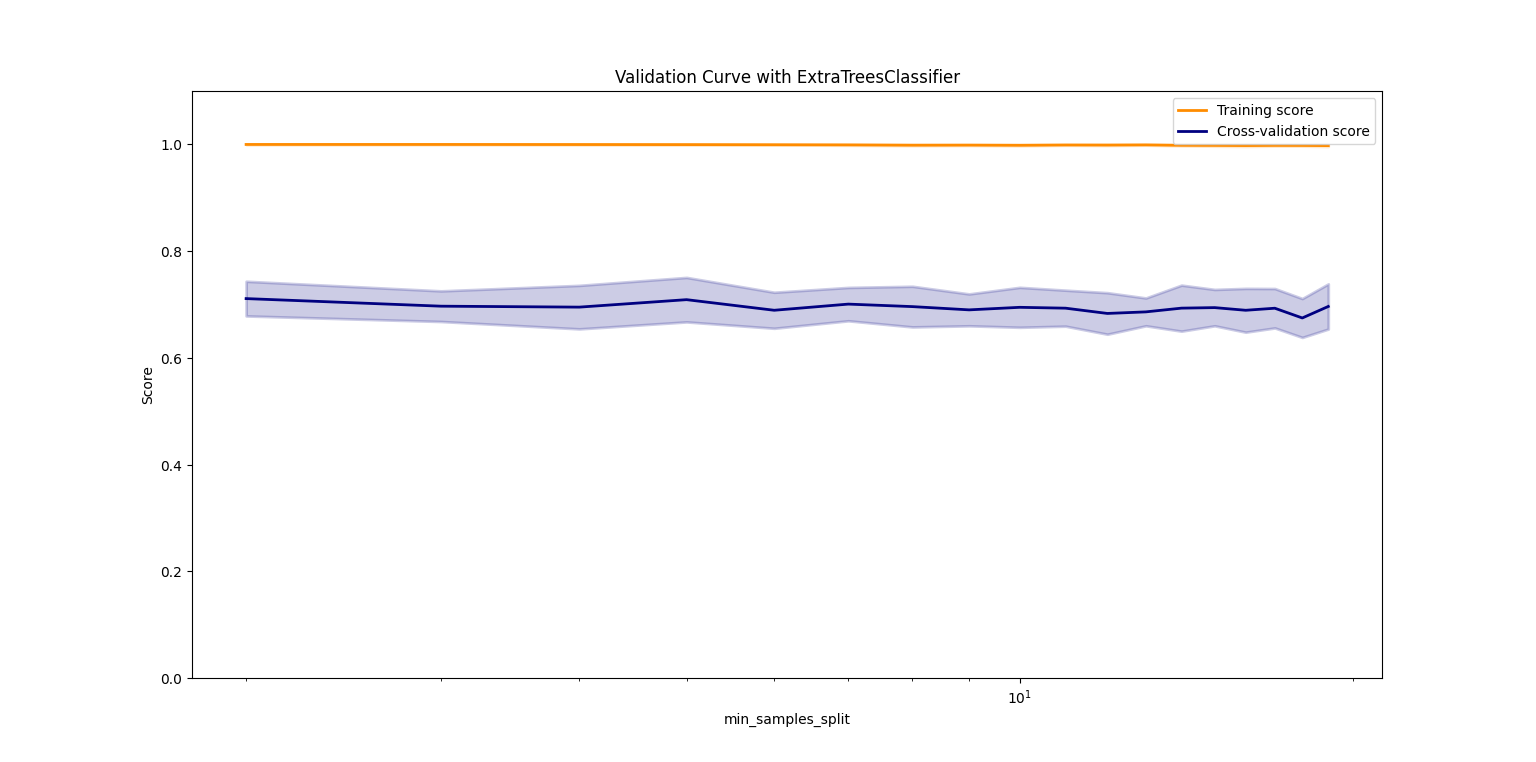 Validation Curve with ExtraTreesClassifier
Training score
Cross-validation score
1.0
0.8
0.6
0.4
0.2
0.0
Score
10¹
min_samples_split